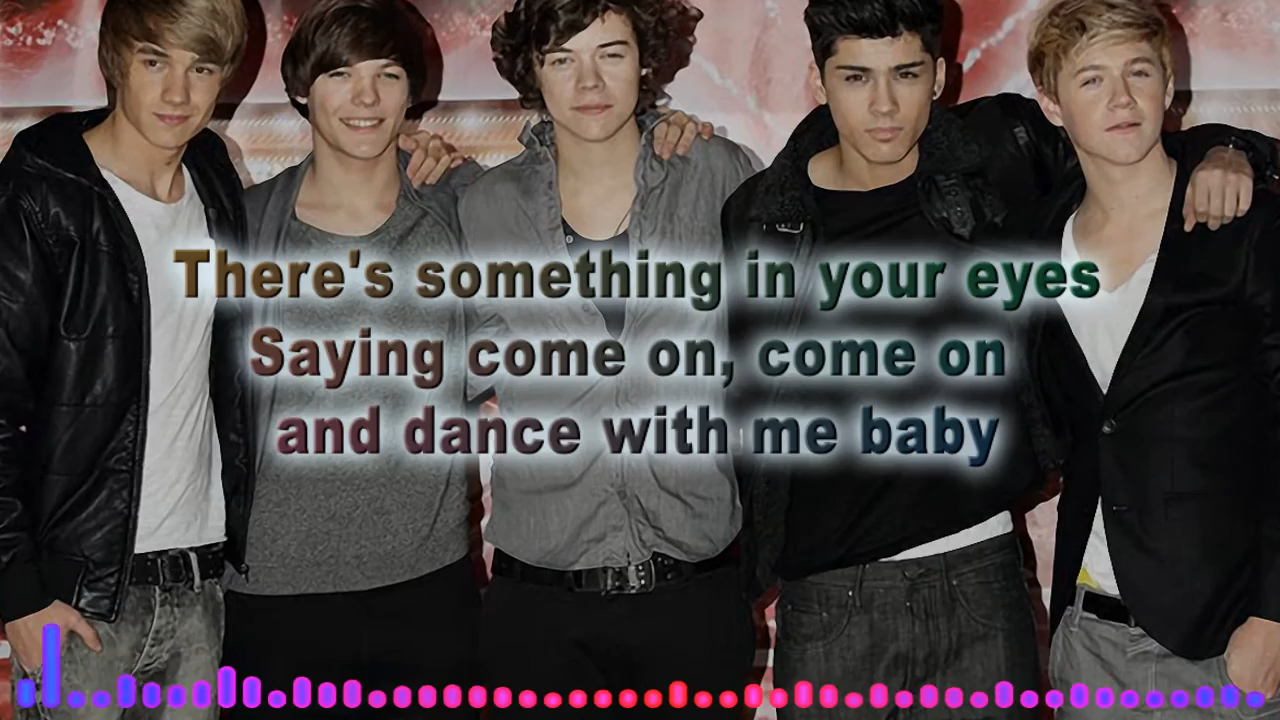 There's something in your eyes
Saying come on, come on
and dance with me baby